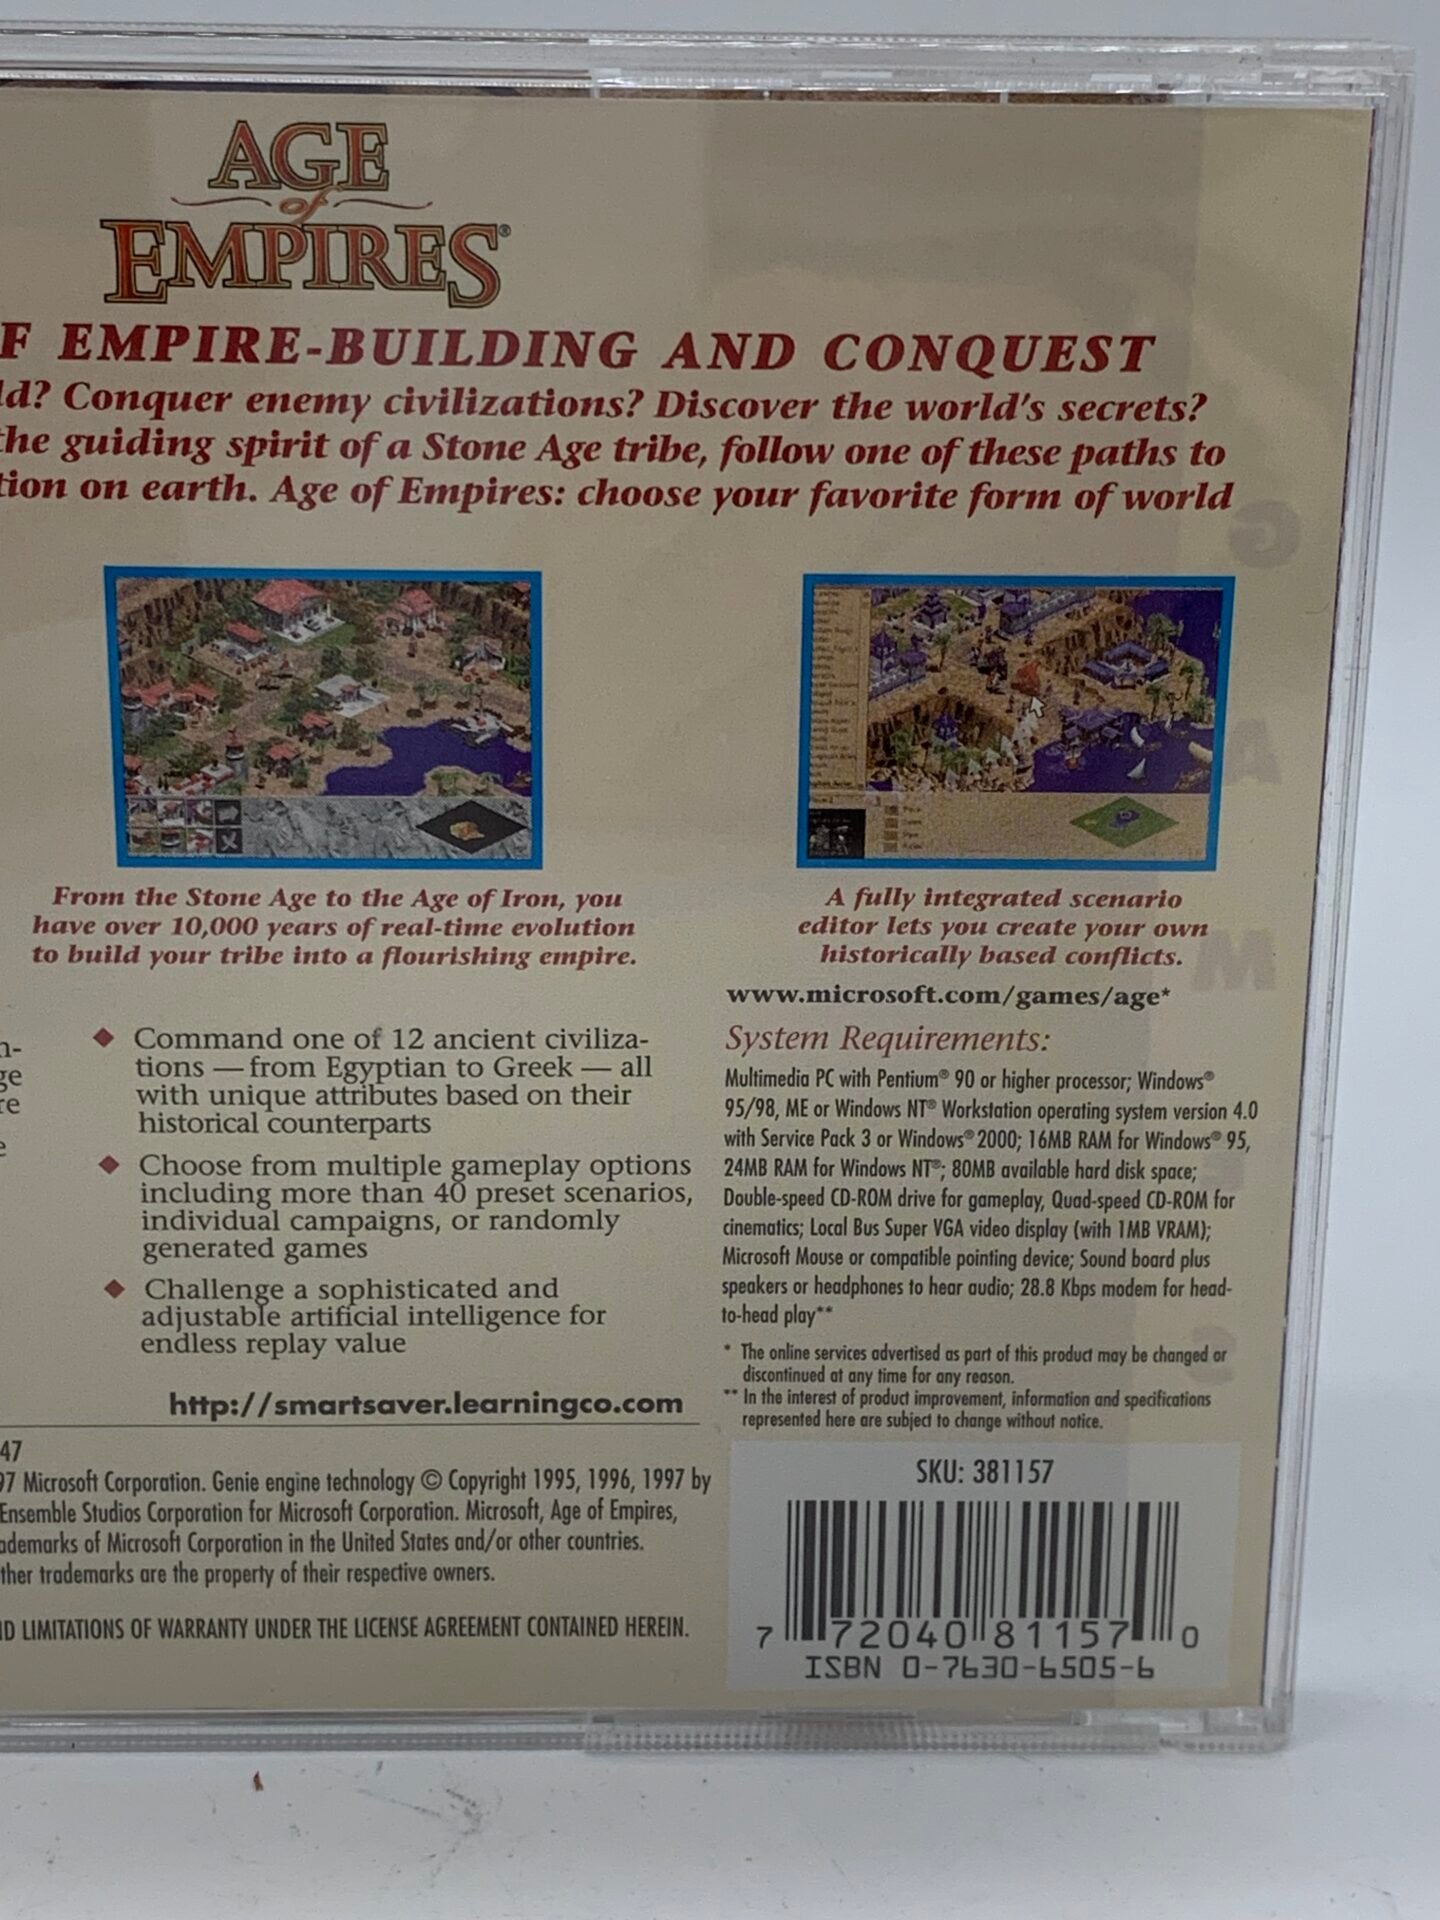 AGE
of
EMPIRES®
F EMPIRE-BUILDING AND CONQUEST
ld? Conquer enemy civilizations? Discover the world's secrets?
the guiding spirit of a Stone Age tribe, follow one of these paths to
tion on earth. Age of Empires: choose your favorite form of world
From the Stone Age to the Age of Iron, you
have over 10,000 years of real-time evolution
to build your tribe into a flourishing empire.
A fully integrated scenario
editor lets you create your own
historically based conflicts.
www.microsoft.com/games/age*
n-
ge
re
e
◆ Command one of 12 ancient civiliza-
tions — from Egyptian to Greek — all
with unique attributes based on their
historical counterparts
◆ Choose from multiple gameplay options
including more than 40 preset scenarios,
individual campaigns, or randomly
generated games
◆ Challenge a sophisticated and
adjustable artificial intelligence for
endless replay value
http://smartsaver.learningco.com
System Requirements:
Multimedia PC with Pentium® 90 or higher processor; Windows®
95/98, ME or Windows NT® Workstation operating system version 4.0
with Service Pack 3 or Windows® 2000; 16MB RAM for Windows® 95,
24MB RAM for Windows NT®; 80MB available hard disk space;
Double-speed CD-ROM drive for gameplay, Quad-speed CD-ROM for
cinematics; Local Bus Super VGA video display (with 1MB VRAM);
Microsoft Mouse or compatible pointing device; Sound board plus
speakers or headphones to hear audio; 28.8 Kbps modem for head-
to-head play**
* The online services advertised as part of this product may be changed or
discontinued at any time for any reason.
** In the interest of product improvement, information and specifications
represented here are subject to change without notice.
47
97 Microsoft Corporation. Genie engine technology © Copyright 1995, 1996, 1997 by
Ensemble Studios Corporation for Microsoft Corporation. Microsoft, Age of Empires,
ademarks of Microsoft Corporation in the United States and/or other countries.
ther trademarks are the property of their respective owners.
ND LIMITATIONS OF WARRANTY UNDER THE LICENSE AGREEMENT CONTAINED HEREIN.
SKU: 381157
7 72040 81157 0
ISBN 0-7630-6505-6
G
A
M
E
S